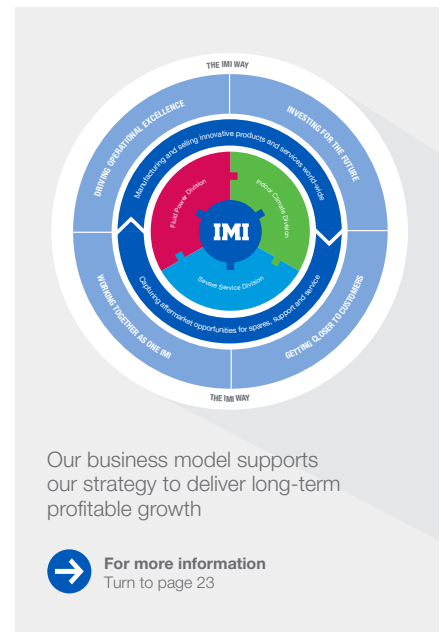 THE IMI WAY
DRIVING OPERATIONAL EXCELLENCE
INVESTING FOR THE FUTURE
Manufacturing and selling innovative products and services world-wide
Fluid Power Division
Indoor Climate Division
IMI
Severe Service Division
Capturing aftermarket opportunities for spares, support and service
WORKING TOGETHER AS ONE IMI
GETTING CLOSER TO CUSTOMERS
THE IMI WAY
Our business model supports
our strategy to deliver long-term
profitable growth
For more information
Turn to page 23